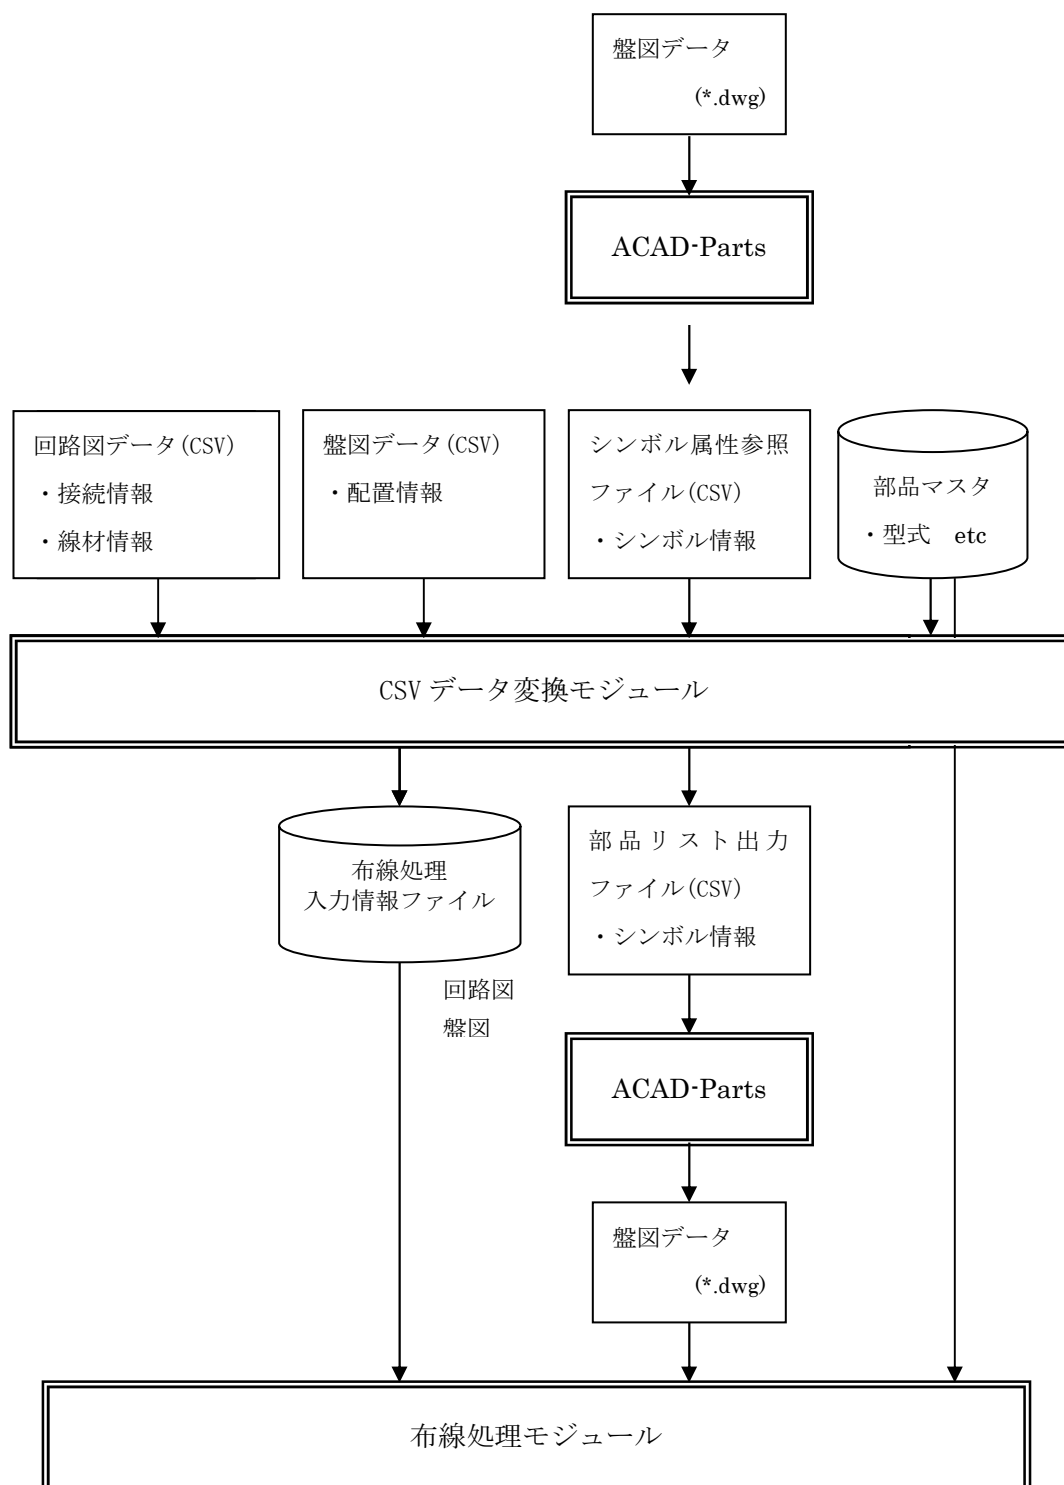 盤図データ
(*.dwg)
ACAD-Parts
回路図データ(CSV)
・接続情報
・線材情報
盤図データ(CSV)
・配置情報
シンボル属性参照
ファイル(CSV)
・シンボル情報
部品マスタ
・型式　etc
CSV データ変換モジュール
布線処理
入力情報ファイル
部品リスト出力
ファイル(CSV)
・シンボル情報
回路図
盤図
ACAD-Parts
盤図データ
(*.dwg)
布線処理モジュール